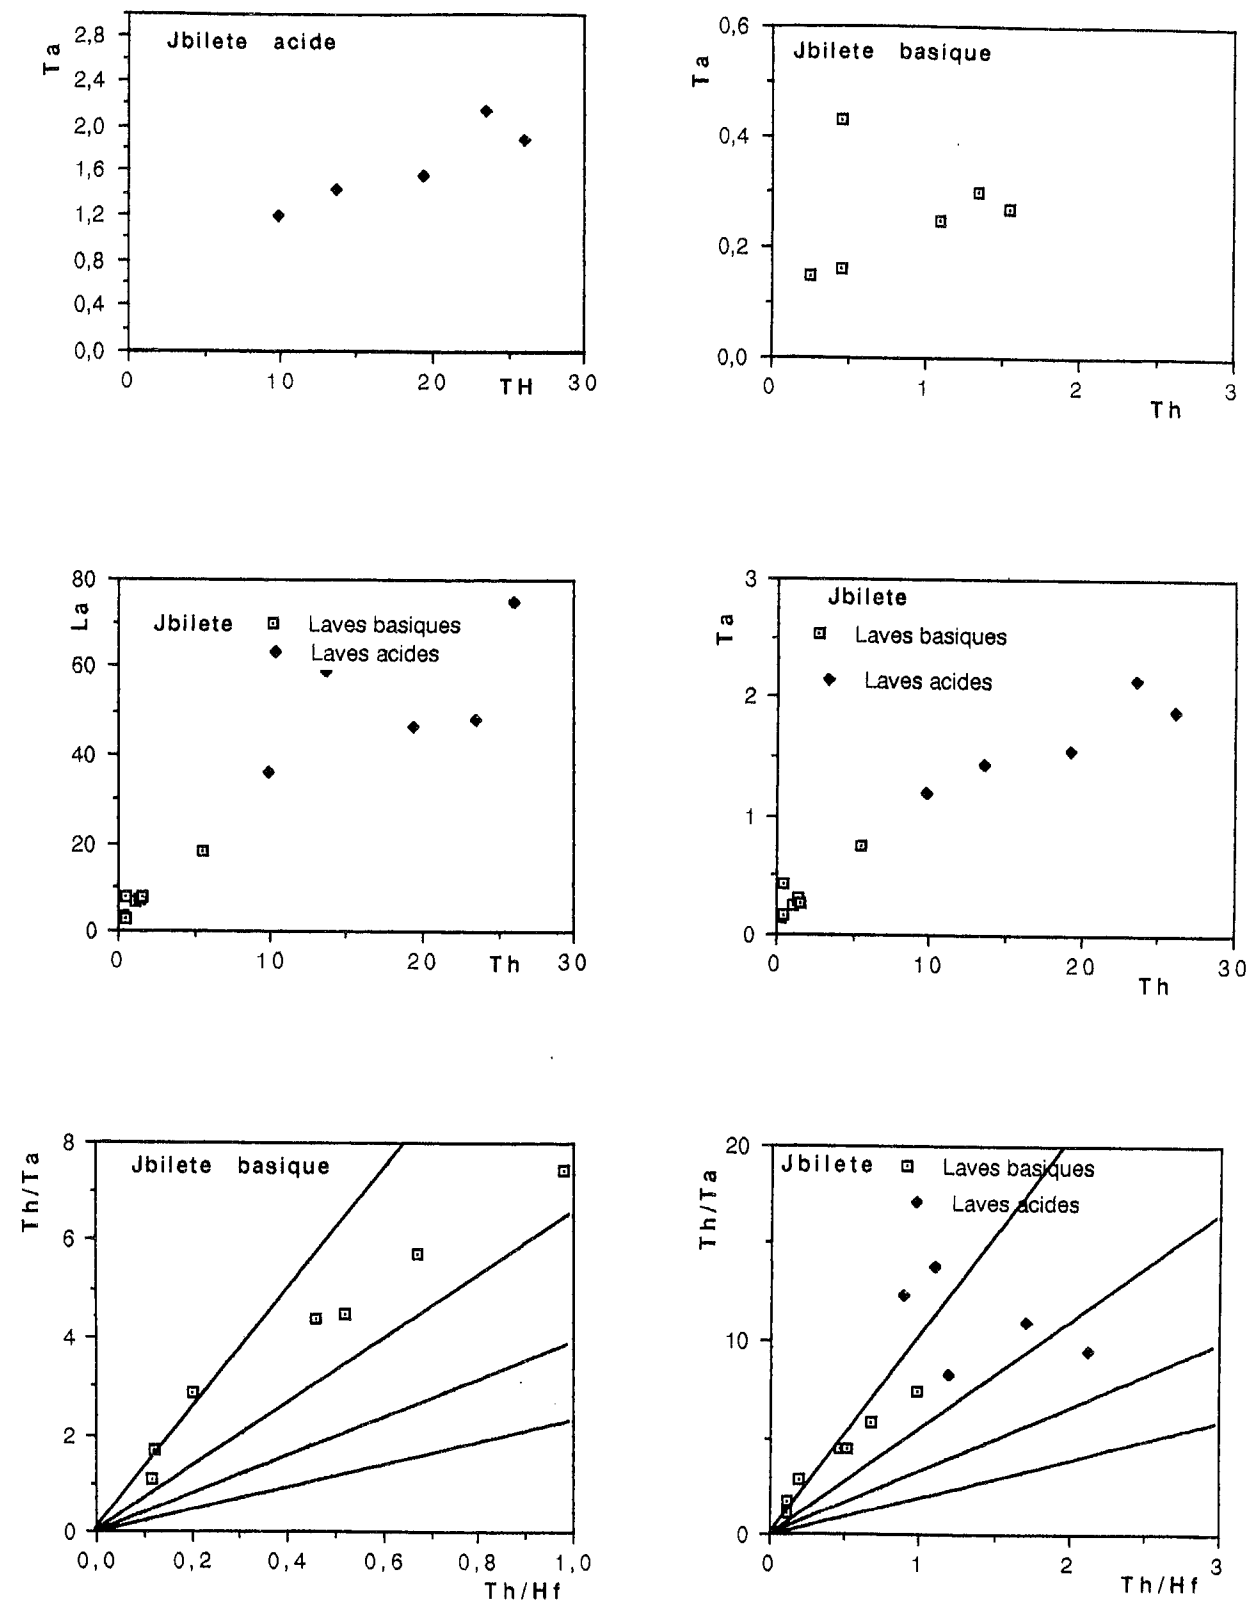 Jbilete acide
Ta
2,8
2,4
2,0
1,6
1,2
0,8
0,4
0,0
0
10
20
TH
30
Jbilete basique
Ta
0,6
0,4
0,2
0,0
0
1
2
3
Th
80
La
60
40
20
0
Jbilete
Laves basiques
Laves acides
0
10
20
Th
30
3
Ta
2
1
0
Jbilete
Laves basiques
Laves acides
0
10
20
30
Th
8
Th/Ta
6
4
2
0
Jbilete basique
0,0
0,2
0,4
0,6
0,8
1,0
Th/Hf
20
Th/Ta
10
0
Jbilete
Laves basiques
Laves acides
0
1
2
3
Th/Hf